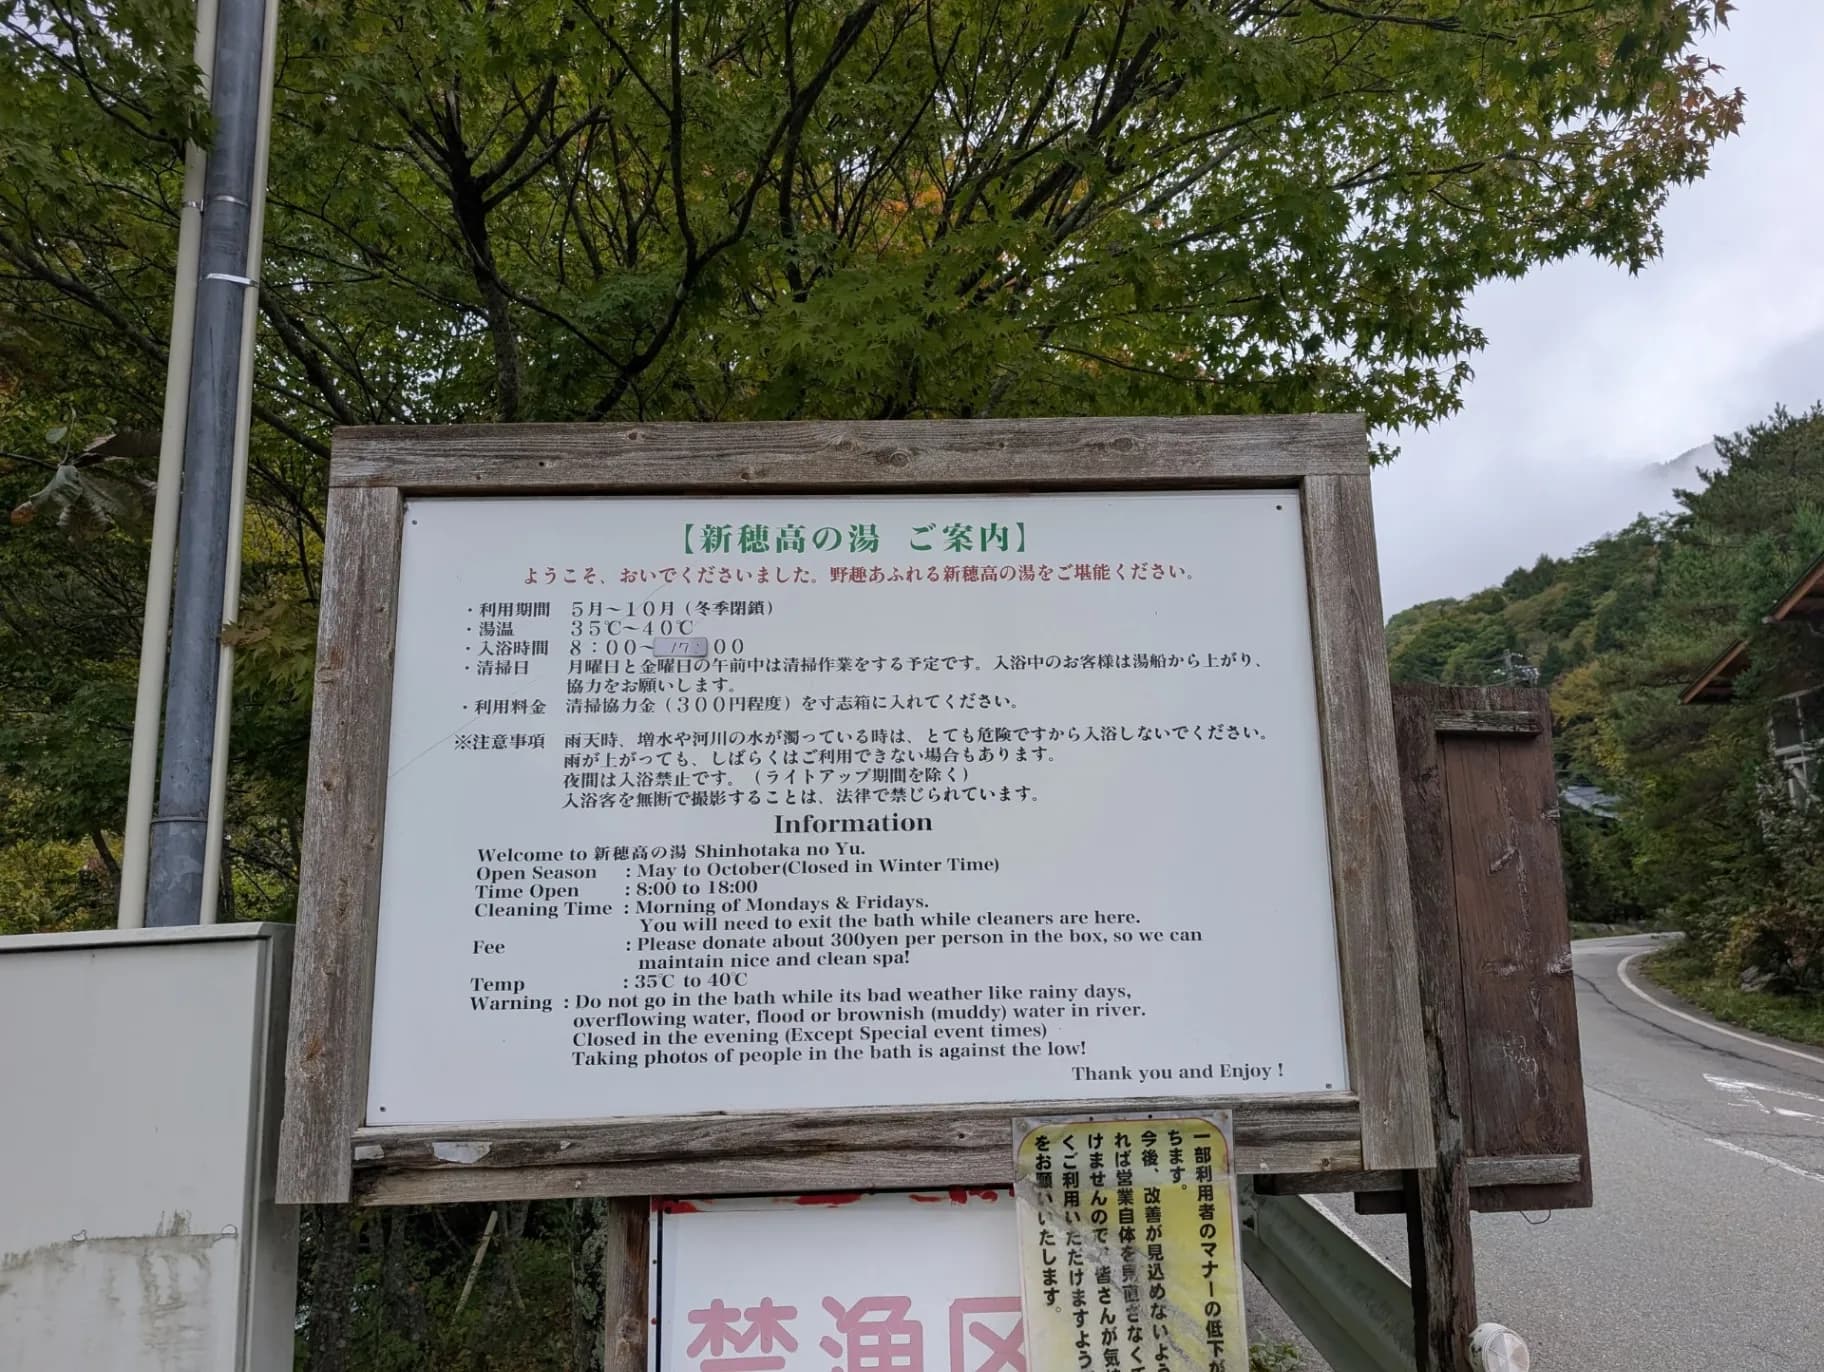 【新穂高の湯 ご案内】
ようこそ、おいでくださいました。野趣あふれる新穂高の湯をご堪能ください。
・利用期間 5月~10月(冬季閉鎖)
・湯温 35℃~40℃
・入浴時間 8:00~17:00
・清掃日 月曜日と金曜日の午前中は清掃作業をする予定です。入浴中のお客様は湯船から上がり、
協力をお願いします。
・利用料金 清掃協力金(300円程度)を寸志箱に入れてください。
※注意事項 雨天時、増水や河川の水が濁っている時は、とても危険ですから入浴しないでください。
雨が上がっても、しばらくはご利用できない場合もあります。
夜間は入浴禁止です。(ライトアップ期間を除く)
入浴客を無断で撮影することは、法律で禁じられています。
Information
Welcome to 新穂高の湯 Shinhotaka no Yu.
Open Season : May to October(Closed in Winter Time)
Time Open : 8:00 to 18:00
Cleaning Time : Morning of Mondays & Fridays.
You will need to exit the bath while cleaners are here.
Fee : Please donate about 300yen per person in the box, so we can
maintain nice and clean spa!
Temp : 35℃ to 40℃
Warning : Do not go in the bath while its bad weather like rainy days,
overflowing water, flood or brownish (muddy) water in river.
Closed in the evening (Except Special event times)
Taking photos of people in the bath is against the low!
Thank you and Enjoy !
一部利用者のマナーの低下が
ちます。
今後、改善が見込めないよう
れば営業自体を見直さなくて
けませんので、皆さんが気
くご利用いただけますよう
をお願いいたします。
禁漁区